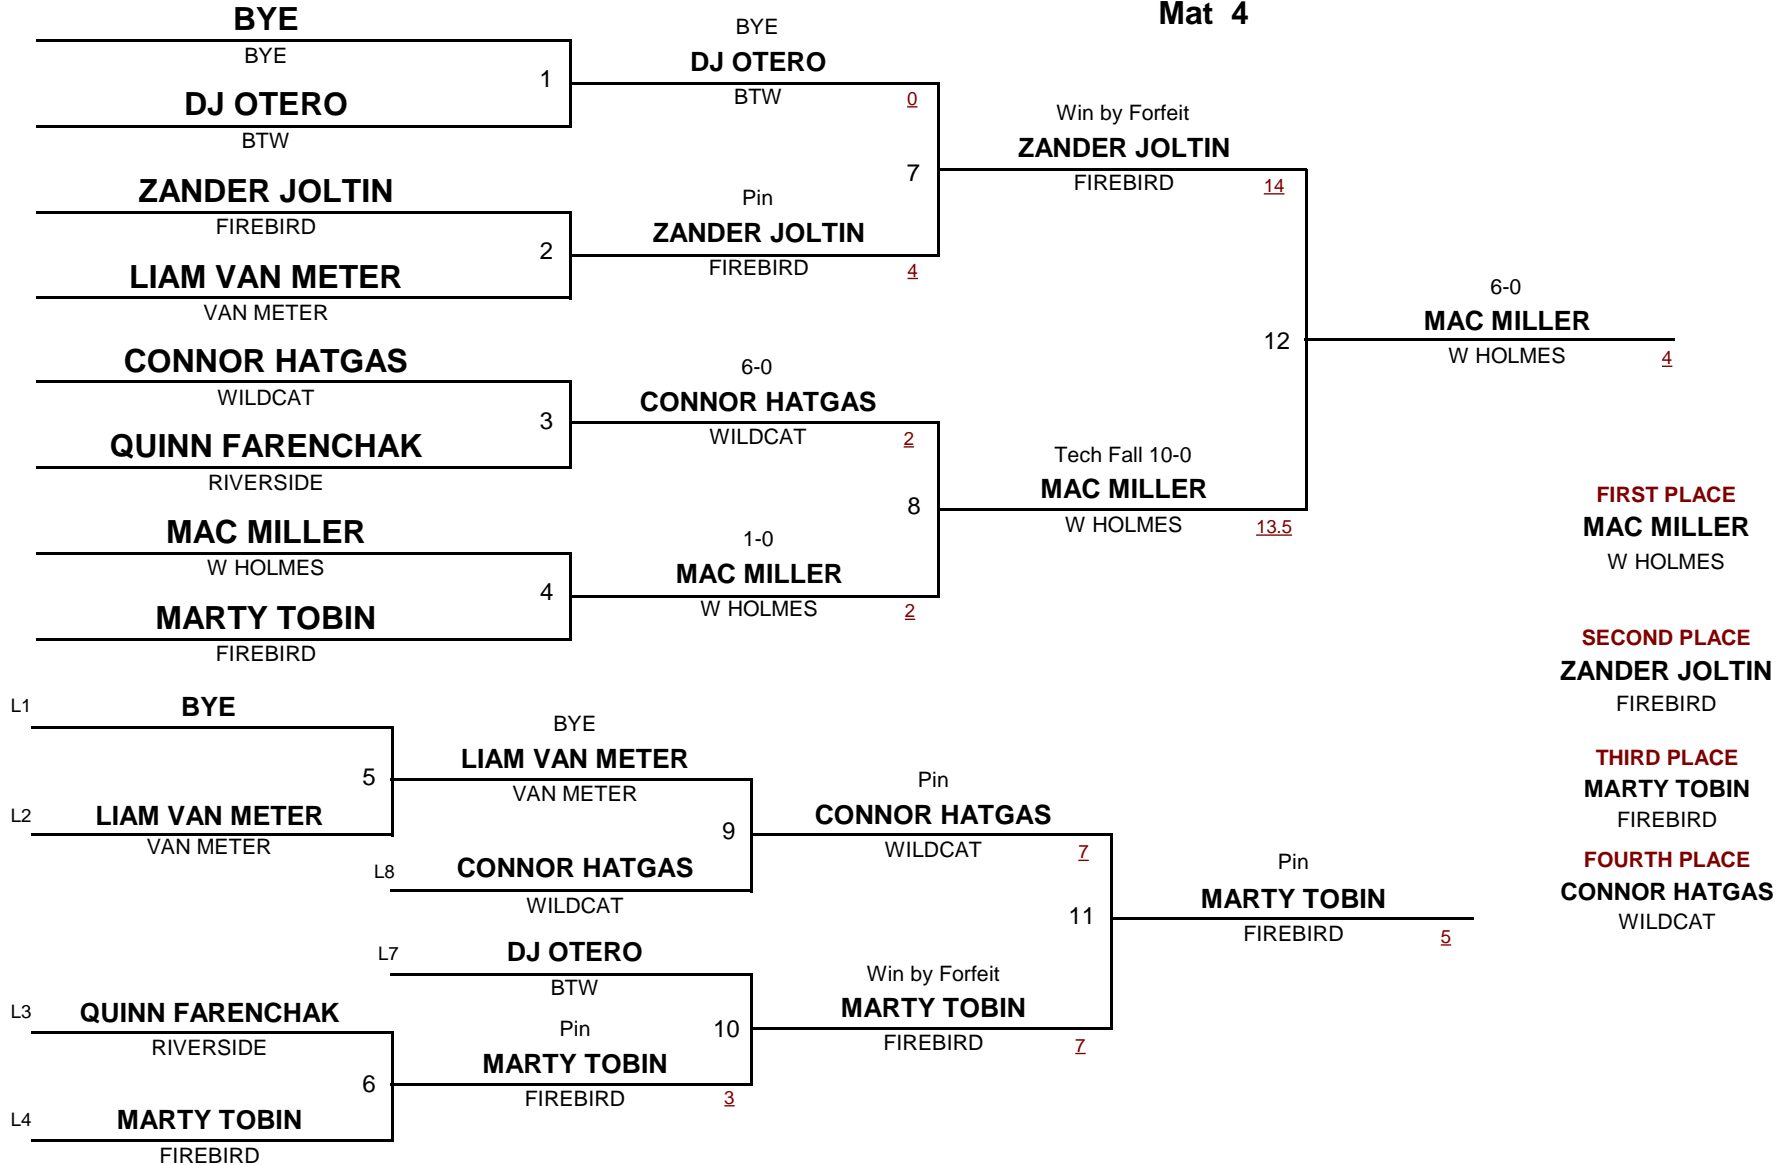 Mat 4
BYE
BYE
1
DJ OTERO
BTW
ZANDER JOLTIN
FIREBIRD
2
LIAM VAN METER
VAN METER
CONNOR HATGAS
WILDCAT
3
QUINN FARENCHAK
RIVERSIDE
MAC MILLER
W HOLMES
4
MARTY TOBIN
FIREBIRD
BYE
DJ OTERO
BTW 0
7
Pin
ZANDER JOLTIN
FIREBIRD 4
6-0
CONNOR HATGAS
WILDCAT 2
8
1-0
MAC MILLER
W HOLMES 2
Win by Forfeit
ZANDER JOLTIN
FIREBIRD 14
12
Tech Fall 10-0
MAC MILLER
W HOLMES 13.5
6-0
MAC MILLER
W HOLMES 4
FIRST PLACE
MAC MILLER
W HOLMES
SECOND PLACE
ZANDER JOLTIN
FIREBIRD
THIRD PLACE
MARTY TOBIN
FIREBIRD
FOURTH PLACE
CONNOR HATGAS
WILDCAT
L1 BYE
5
L2 LIAM VAN METER
VAN METER
BYE
LIAM VAN METER
VAN METER
9
L8 CONNOR HATGAS
WILDCAT
L7 DJ OTERO
BTW
10
L3 QUINN FARENCHAK
RIVERSIDE
6
L4 MARTY TOBIN
FIREBIRD
Pin
MARTY TOBIN
FIREBIRD 3
Pin
CONNOR HATGAS
WILDCAT 7
11
Win by Forfeit
MARTY TOBIN
FIREBIRD 7
Pin
MARTY TOBIN
FIREBIRD 5